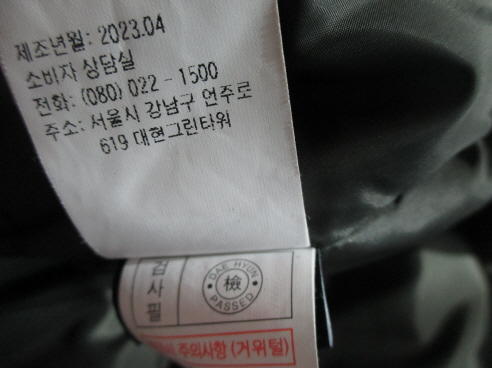 제조년월: 2023.04
소비자 상담실
전화: (080) 022 - 1500
주소: 서울시 강남구 언주로
619 대현그린타워
검사필
DAE HYUN
檢
PASSED
주의사항 (거위털)